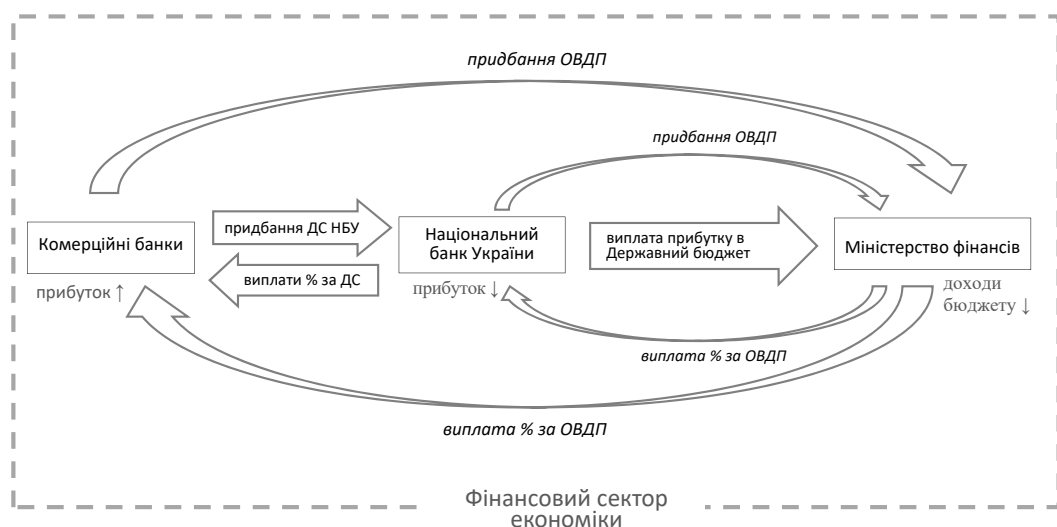 придбання ОВДП
придбання ОВДП
Комерційні банки
придбання ДС НБУ
виплати % за ДС
Національний
банк України
виплата прибутку в
Державний бюджет
Міністерство фінансів
прибуток ↑
прибуток ↓
доходи
бюджету ↓
виплата % за ОВДП
виплата % за ОВДП
Фінансовий сектор
економіки